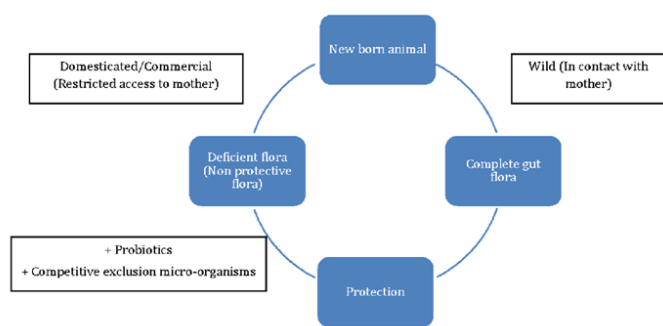 New born animal
Domesticated/Commercial
(Restricted access to mother)
Wild (In contact with
mother)
Deficient flora
(Non protective
flora)
Complete gut
flora
+ Probiotics
+ Competitive exclusion micro-organisms
Protection